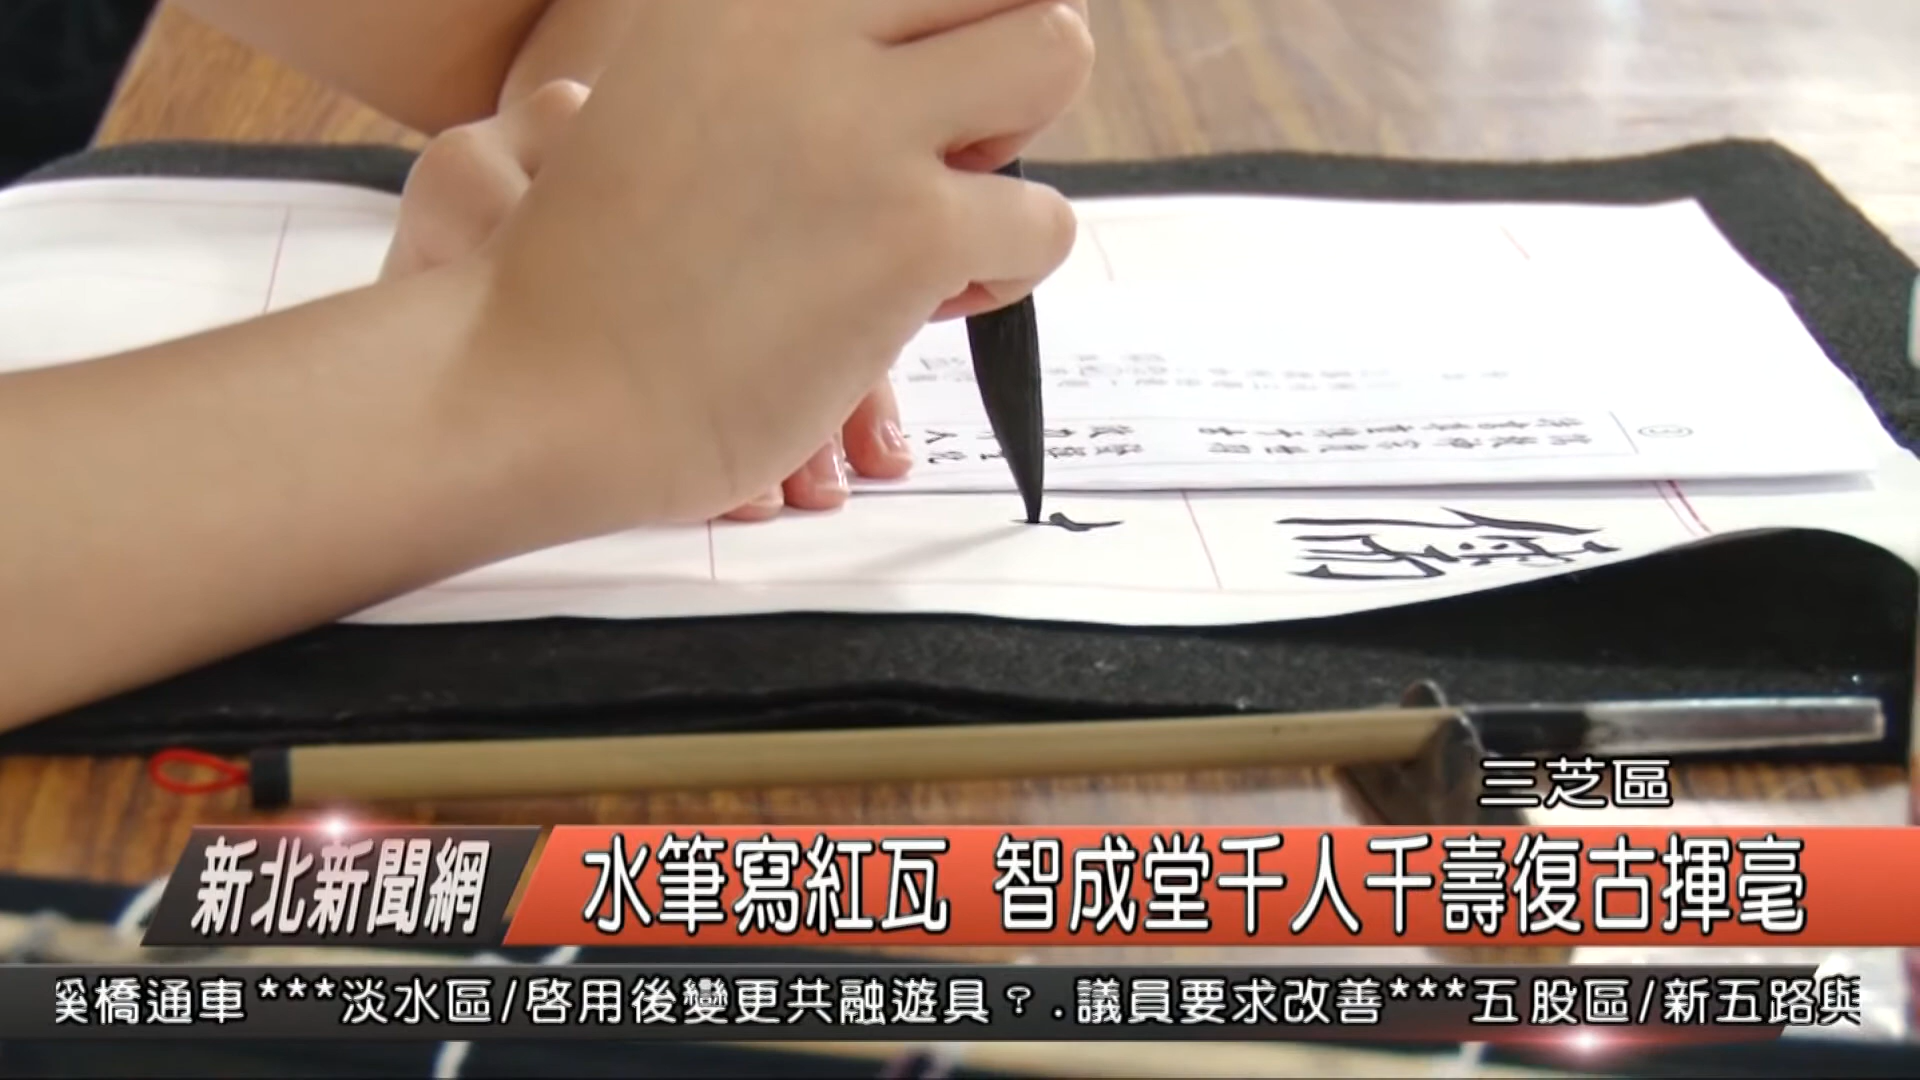 儒
三芝區
新北新聞網
水筆寫紅瓦 智成堂千人千壽復古揮毫
橋通車***淡水區/啓用後變更共融遊具?.議員要求改善***五股區/新五路與